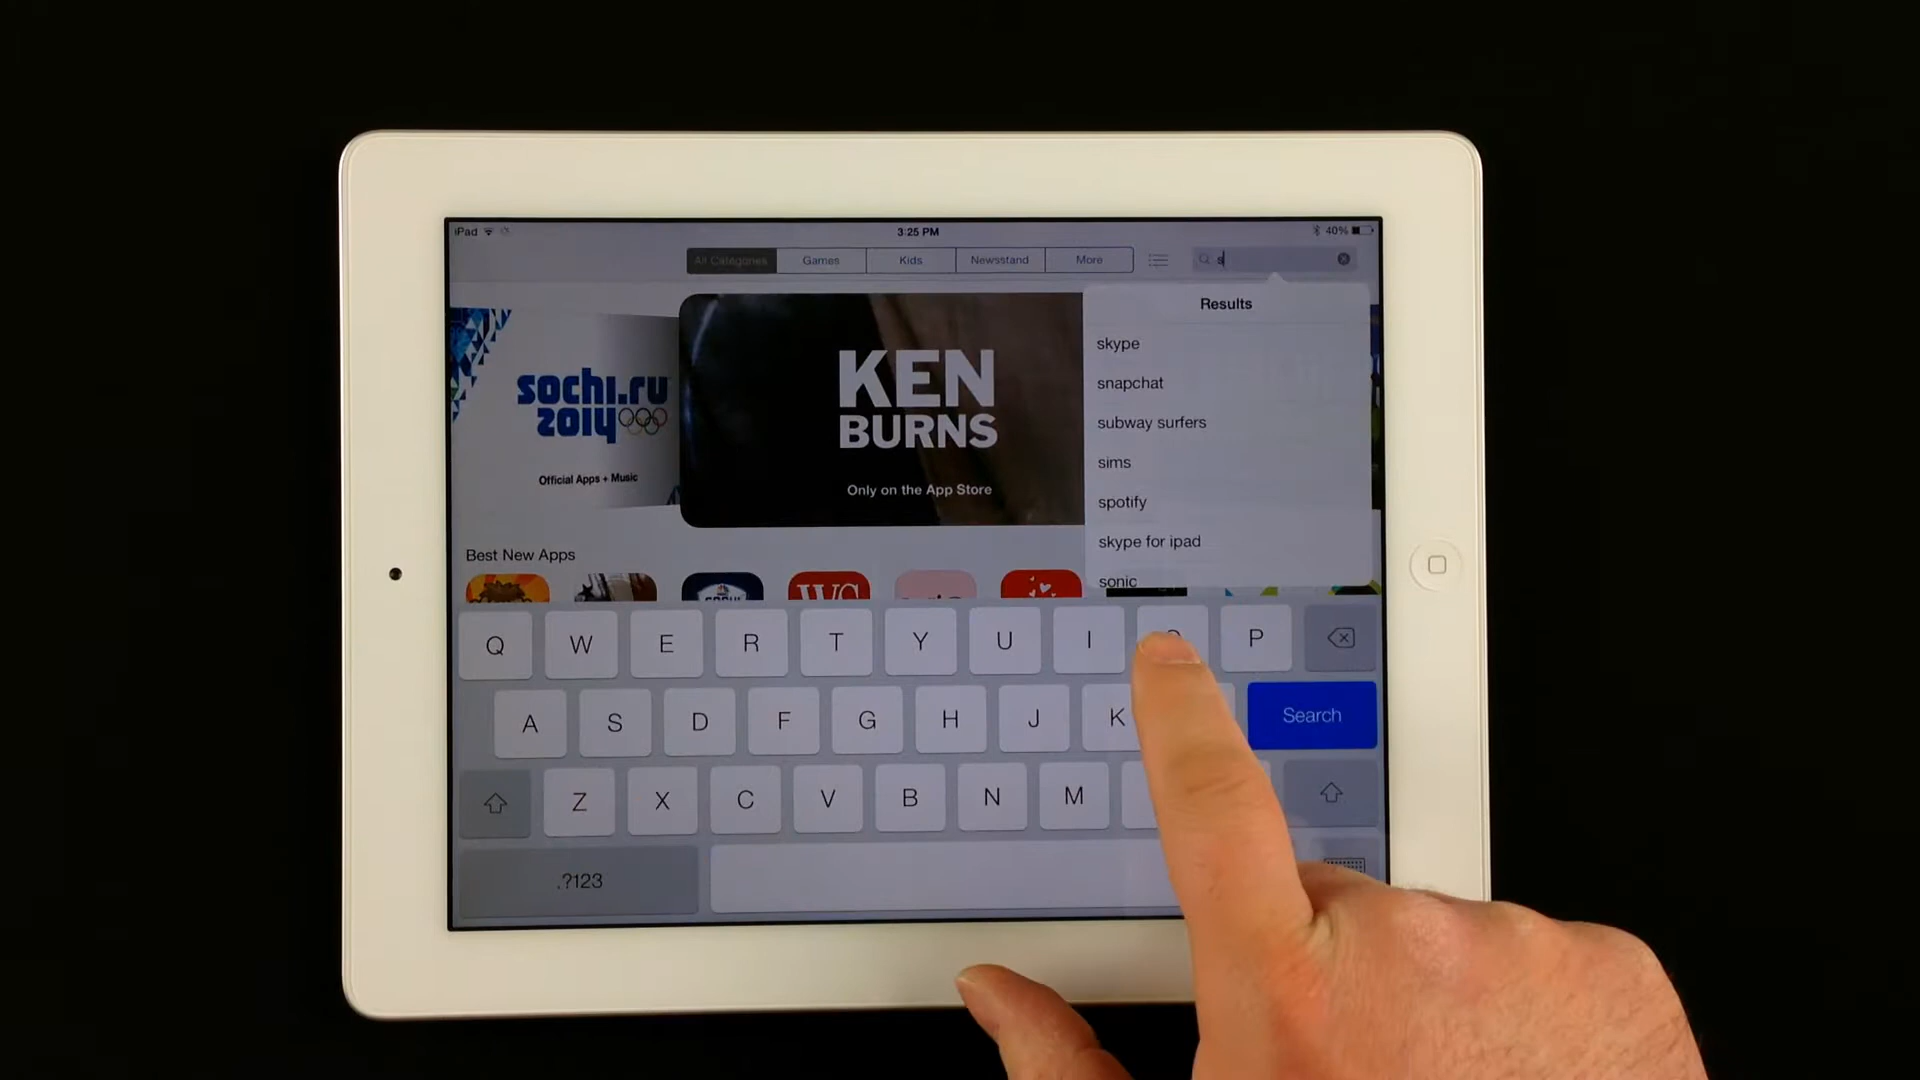 iPad
3:25 PM
40%
All Categories
Games
Kids
Newsstand
More
s
Results
skype
snapchat
subway surfers
sims
spotify
skype for ipad
sonic
sochi.ru
2014
Official Apps + Music
KEN
BURNS
Only on the App Store
Best New Apps
Q W E R T Y U I O P
A S D F G H J K
Search
Z X C V B N M
.?123